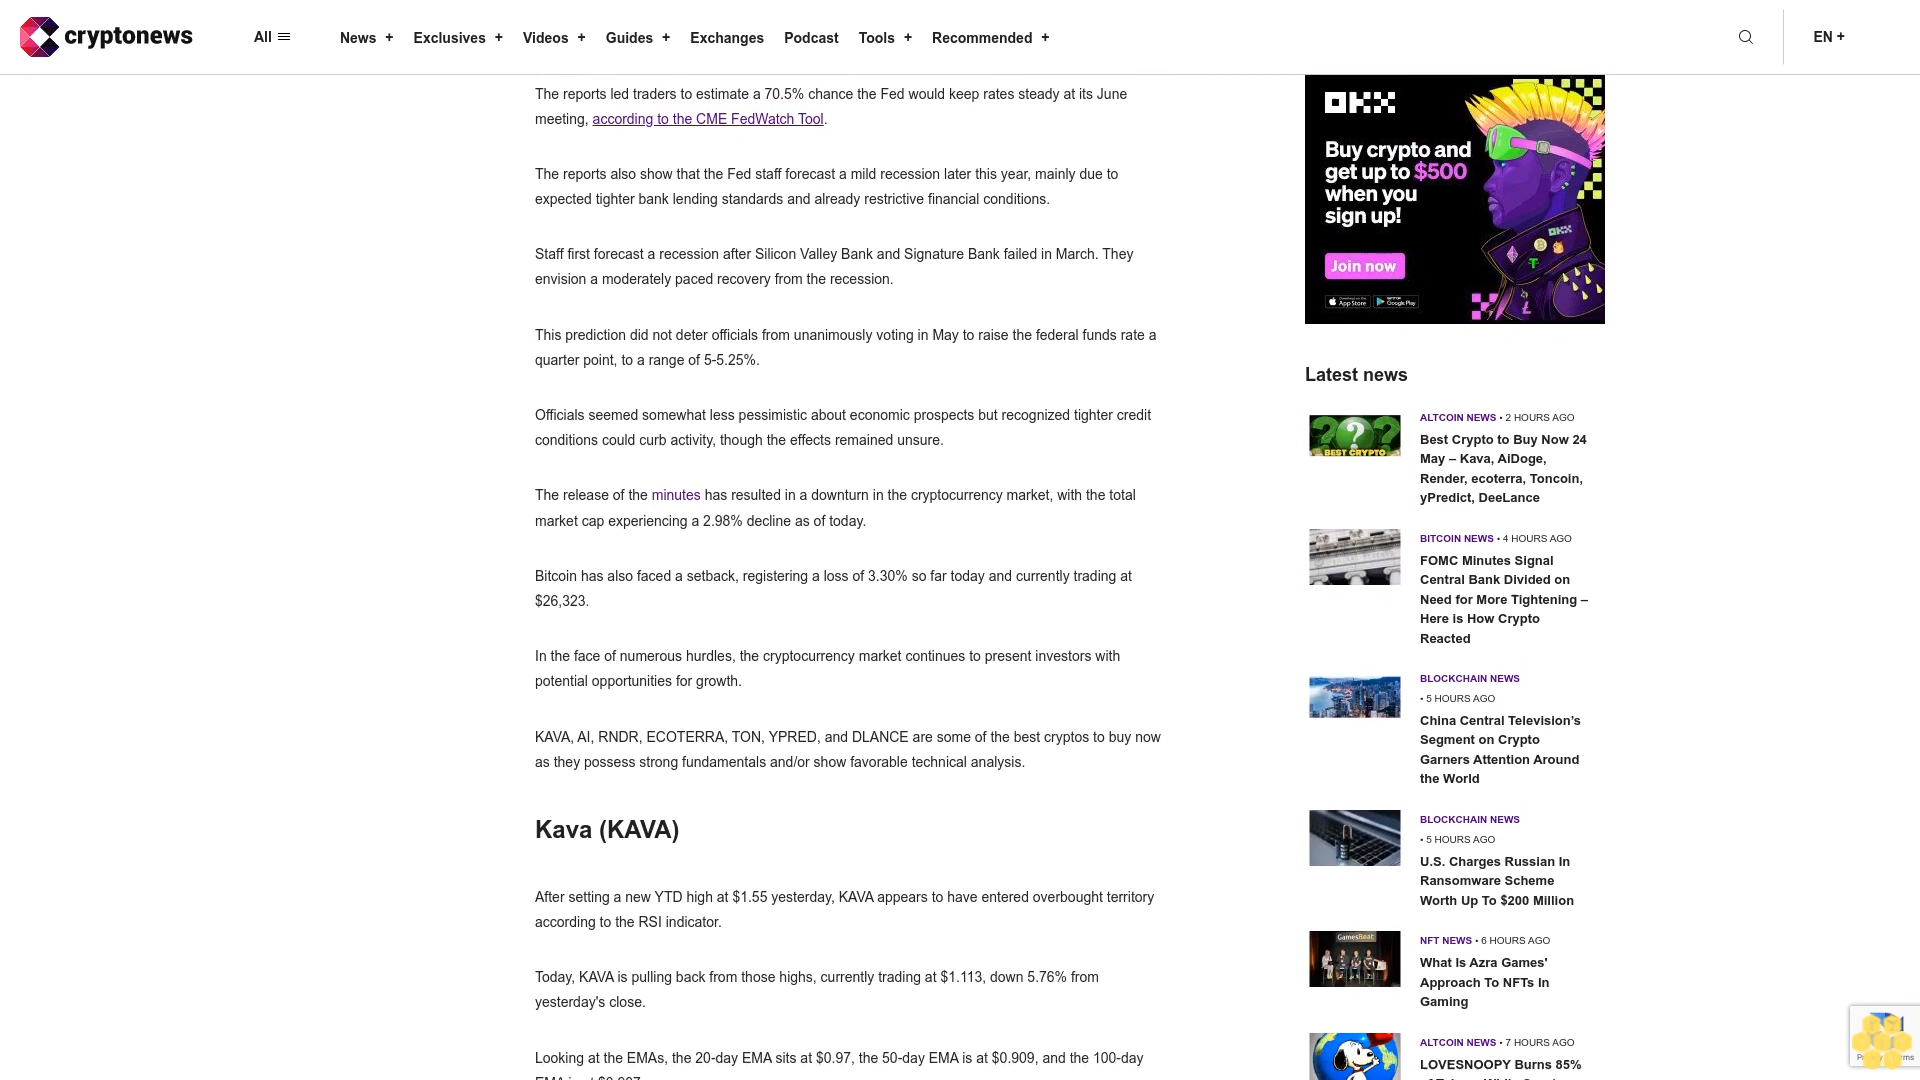 cryptonews
All
News +
Exclusives +
Videos +
Guides +
Exchanges
Podcast
Tools +
Recommended +
EN +
The reports led traders to estimate a 70.5% chance the Fed would keep rates steady at its June
meeting, according to the CME FedWatch Tool.
The reports also show that the Fed staff forecast a mild recession later this year, mainly due to
expected tighter bank lending standards and already restrictive financial conditions.
Staff first forecast a recession after Silicon Valley Bank and Signature Bank failed in March. They
envision a moderately paced recovery from the recession.
This prediction did not deter officials from unanimously voting in May to raise the federal funds rate a
quarter point, to a range of 5-5.25%.
Officials seemed somewhat less pessimistic about economic prospects but recognized tighter credit
conditions could curb activity, though the effects remained unsure.
The release of the minutes has resulted in a downturn in the cryptocurrency market, with the total
market cap experiencing a 2.98% decline as of today.
Bitcoin has also faced a setback, registering a loss of 3.30% so far today and currently trading at
$26,323.
In the face of numerous hurdles, the cryptocurrency market continues to present investors with
potential opportunities for growth.
KAVA, AI, RNDR, ECOTERRA, TON, YPRED, and DLANCE are some of the best cryptos to buy now
as they possess strong fundamentals and/or show favorable technical analysis.
Kava (KAVA)
After setting a new YTD high at $1.55 yesterday, KAVA appears to have entered overbought territory
according to the RSI indicator.
Today, KAVA is pulling back from those highs, currently trading at $1.113, down 5.76% from
yesterday's close.
Looking at the EMAs, the 20-day EMA sits at $0.97, the 50-day EMA is at $0.909, and the 100-day
OKX
Buy crypto and
get up to $500
when you
sign up!
Join now
Download on the
App Store
Google Play
OKX
Latest news
BEST CRYPTO
ALTCOIN NEWS • 2 HOURS AGO
Best Crypto to Buy Now 24
May – Kava, AiDoge,
Render, ecoterra, Toncoin,
yPredict, DeeLance
BITCOIN NEWS • 4 HOURS AGO
FOMC Minutes Signal
Central Bank Divided on
Need for More Tightening –
Here is How Crypto
Reacted
BLOCKCHAIN NEWS
• 5 HOURS AGO
China Central Television’s
Segment on Crypto
Garners Attention Around
the World
BLOCKCHAIN NEWS
• 5 HOURS AGO
U.S. Charges Russian In
Ransomware Scheme
Worth Up To $200 Million
GamesBeat
NFT NEWS • 6 HOURS AGO
What Is Azra Games'
Approach To NFTs In
Gaming
ALTCOIN NEWS • 7 HOURS AGO
LOVESNOOPY Burns 85%